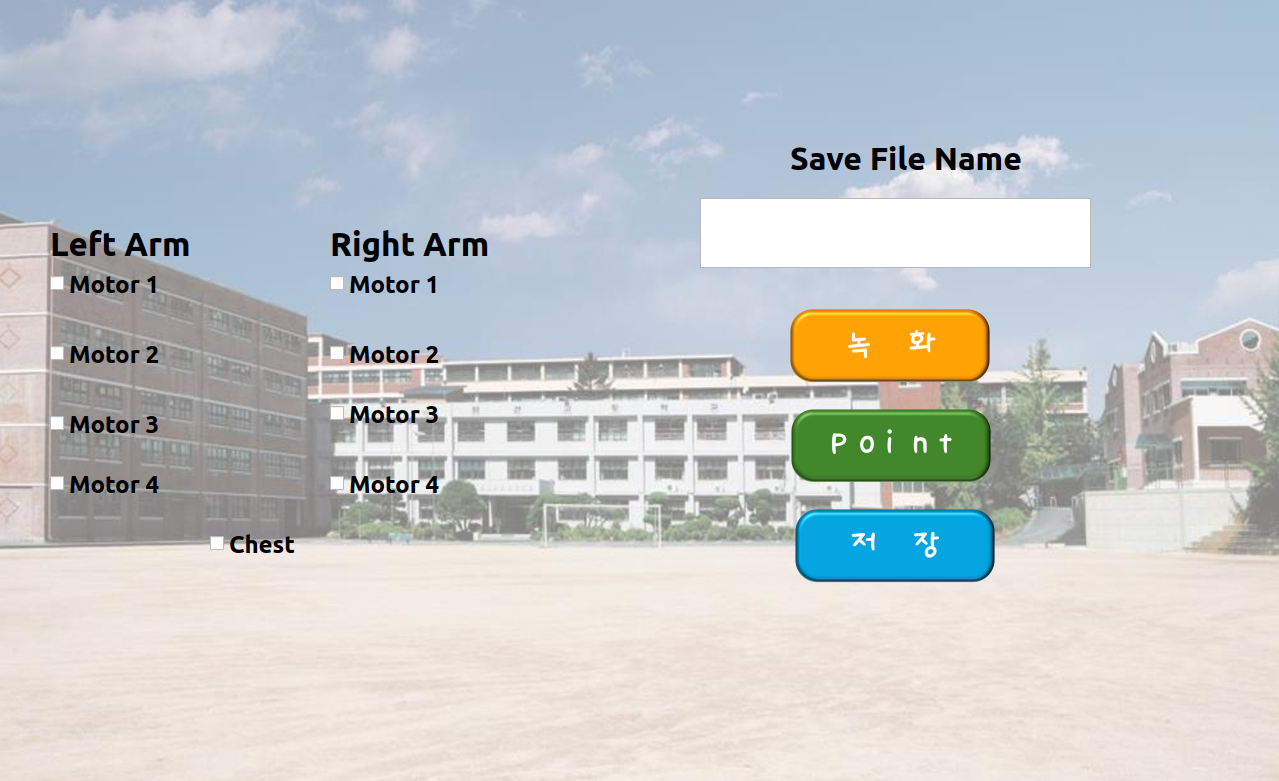 Save File Name
Left Arm
Motor 1
Motor 2
Motor 3
Motor 4
Right Arm
Motor 1
Motor 2
Motor 3
Motor 4
Chest
녹 화
Point
저 장